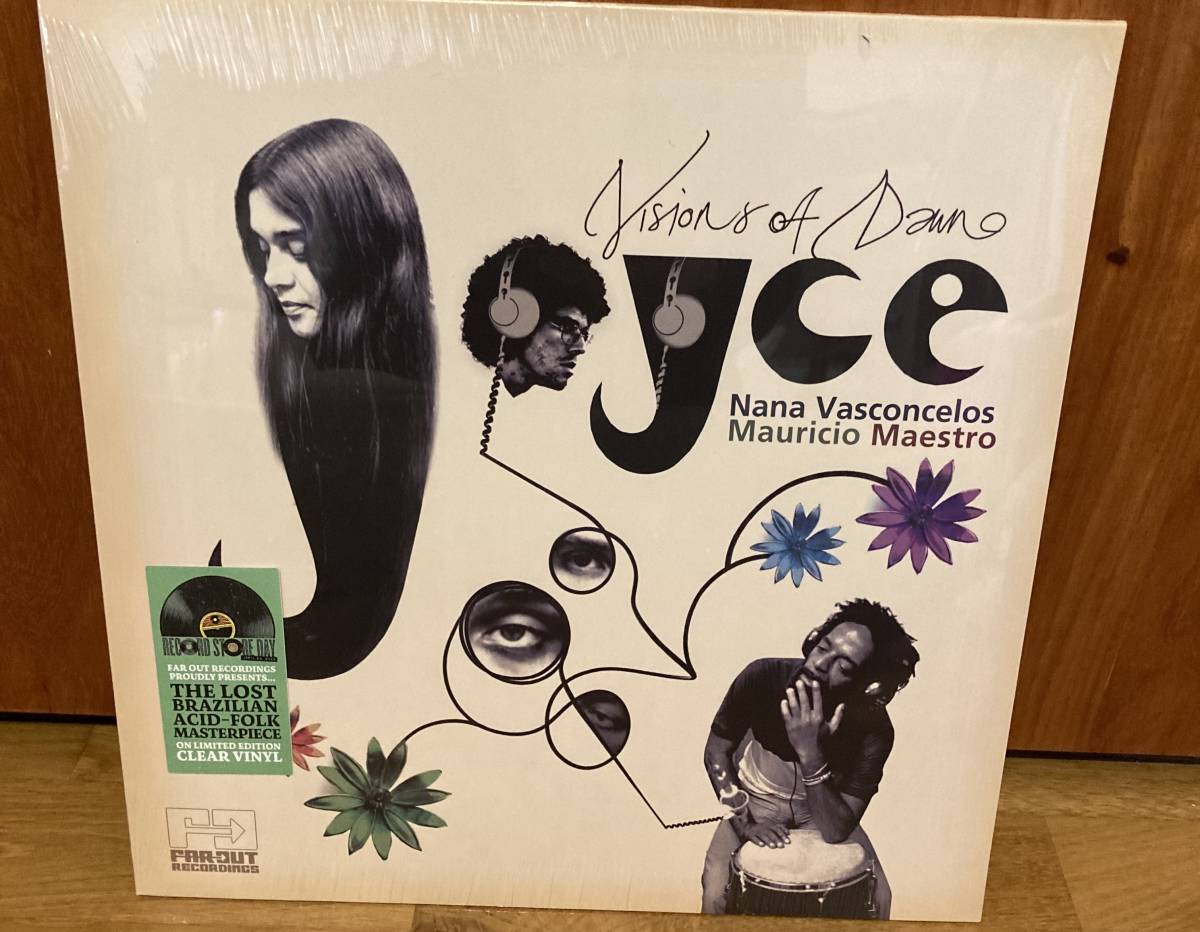 Visions of Dawn
Joyce
Nana Vasconcelos
Mauricio Maestro
RECORD STORE DAY
FAR OUT RECORDINGS
PROUDLY PRESENTS...
THE LOST
BRAZILIAN
ACID-FOLK
MASTERPIECE
ON LIMITED EDITION
CLEAR VINYL
FAR-OUT
RECORDINGS